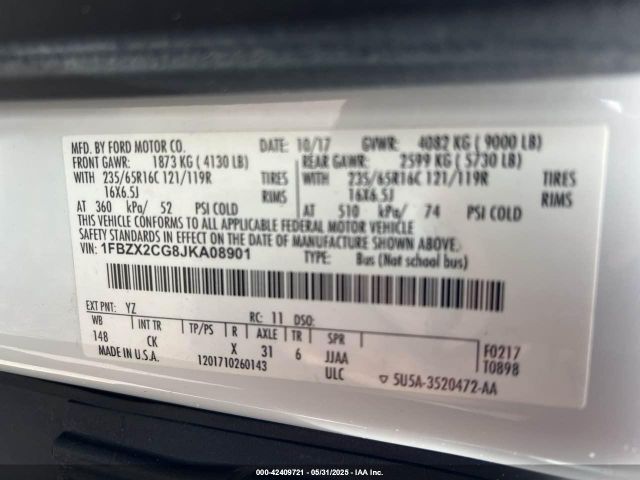 MFD. BY FORD MOTOR CO. DATE: 10/17 GVWR: 4082 KG ( 9000 LB)
FRONT GAWR: 1873 KG ( 4130 LB) REAR GAWR: 2599 KG ( 5730 LB)
WITH 235/65R16C 121/119R TIRES WITH 235/65R16C 121/119R TIRES
16X6.5J RIMS 16X6.5J RIMS
AT 360 kPa/ 52 PSI COLD AT 510 kPa/ 74 PSI COLD
THIS VEHICLE CONFORMS TO ALL APPLICABLE FEDERAL MOTOR VEHICLE
SAFETY STANDARDS IN EFFECT ON THE DATE OF MANUFACTURE SHOWN ABOVE.
VIN: 1FBZX2CG8JKA08901 TYPE: Bus (Not school bus)
EXT PNT: YZ RC: 11 DSO:
WB INT TR TP/PS R AXLE TR SPR
148 CK X 31 6 JJAA F0217
MADE IN U.S.A. 1201710260143 ULC T0898
5U5A-3520472-AA
000-42409721 - 05/31/2025 - IAA Inc.